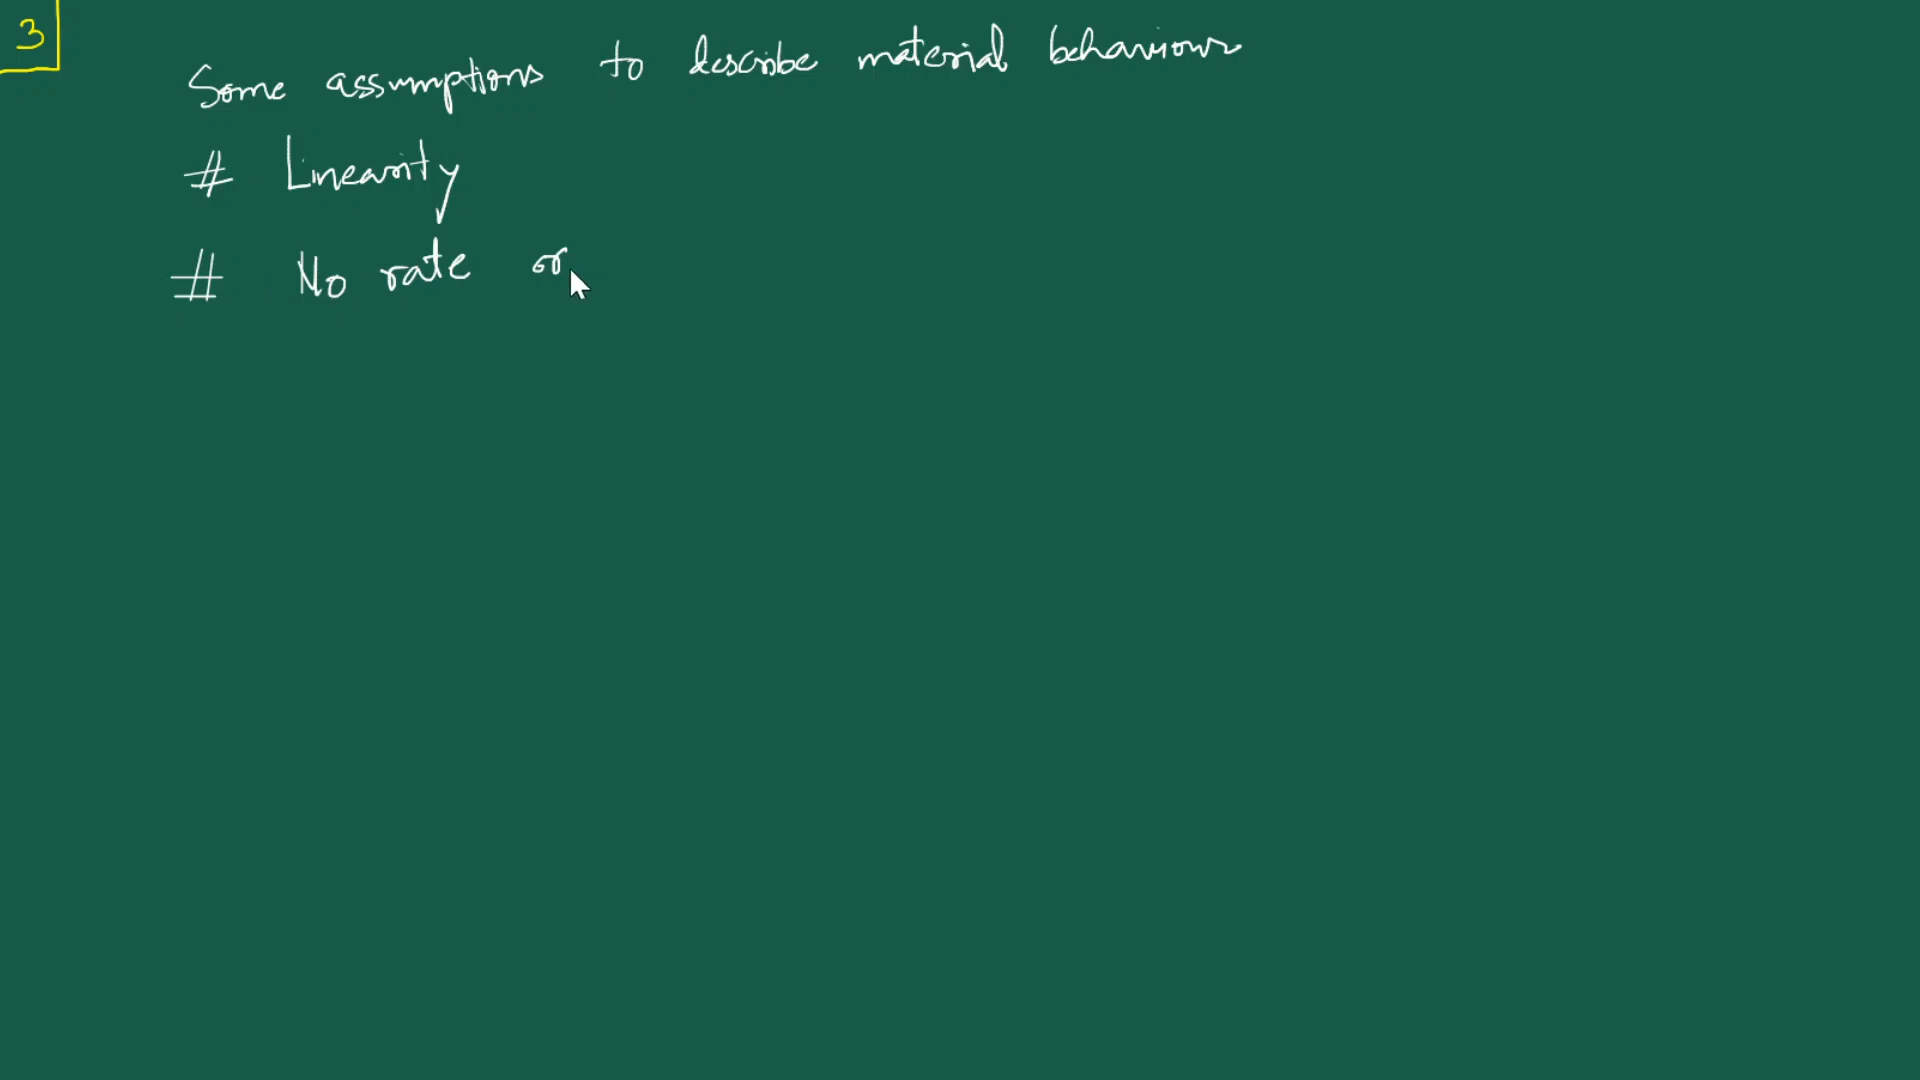 3
Some assumptions to describe material behaviour
# Linearity
# No rate or